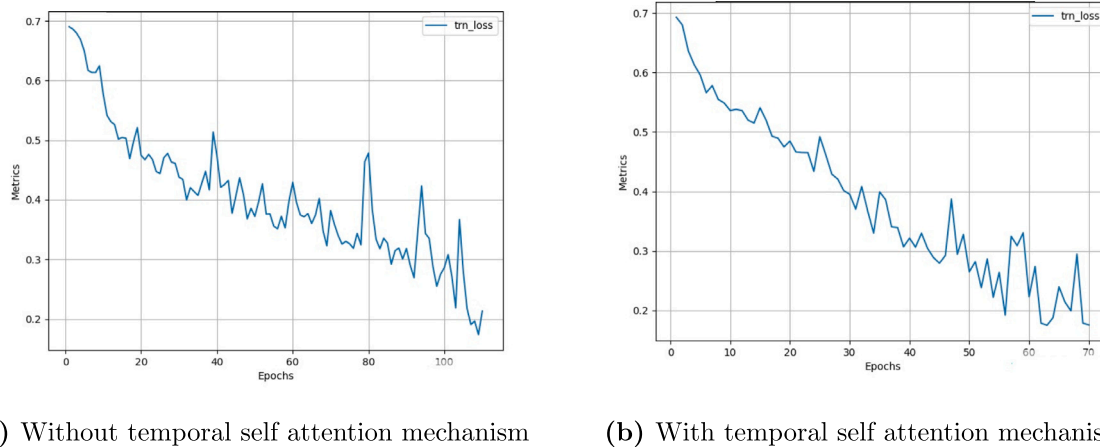 0.7
0.6
0.5
0.4
0.3
0.2
Metrics
trn_loss
0 20 40 60 80 100
Epochs
0.7
0.6
0.5
0.4
0.3
0.2
Metrics
trn_loss
0 10 20 30 40 50 60 70
Epochs
) Without temporal self attention mechanism
(b) With temporal self attention mechanis